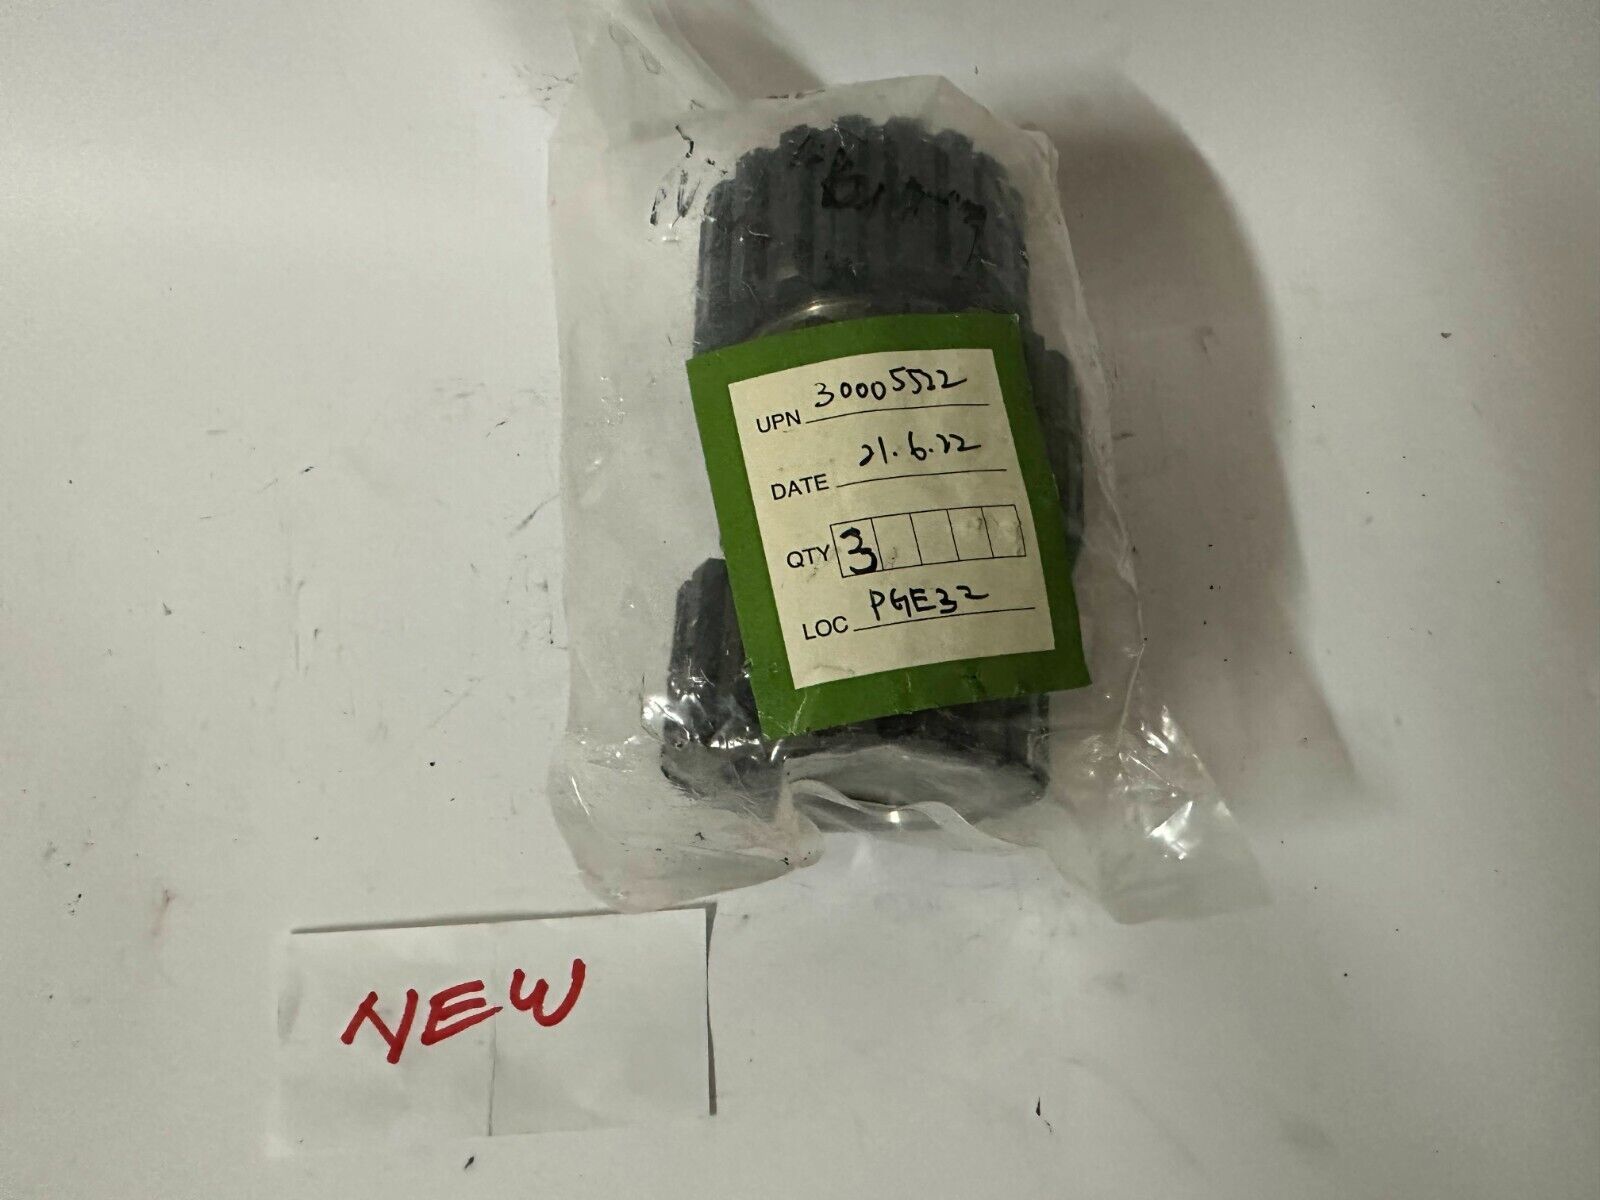 UPN 30005522
DATE 21.6.22
QTY 3
LOC PGE32
NEW